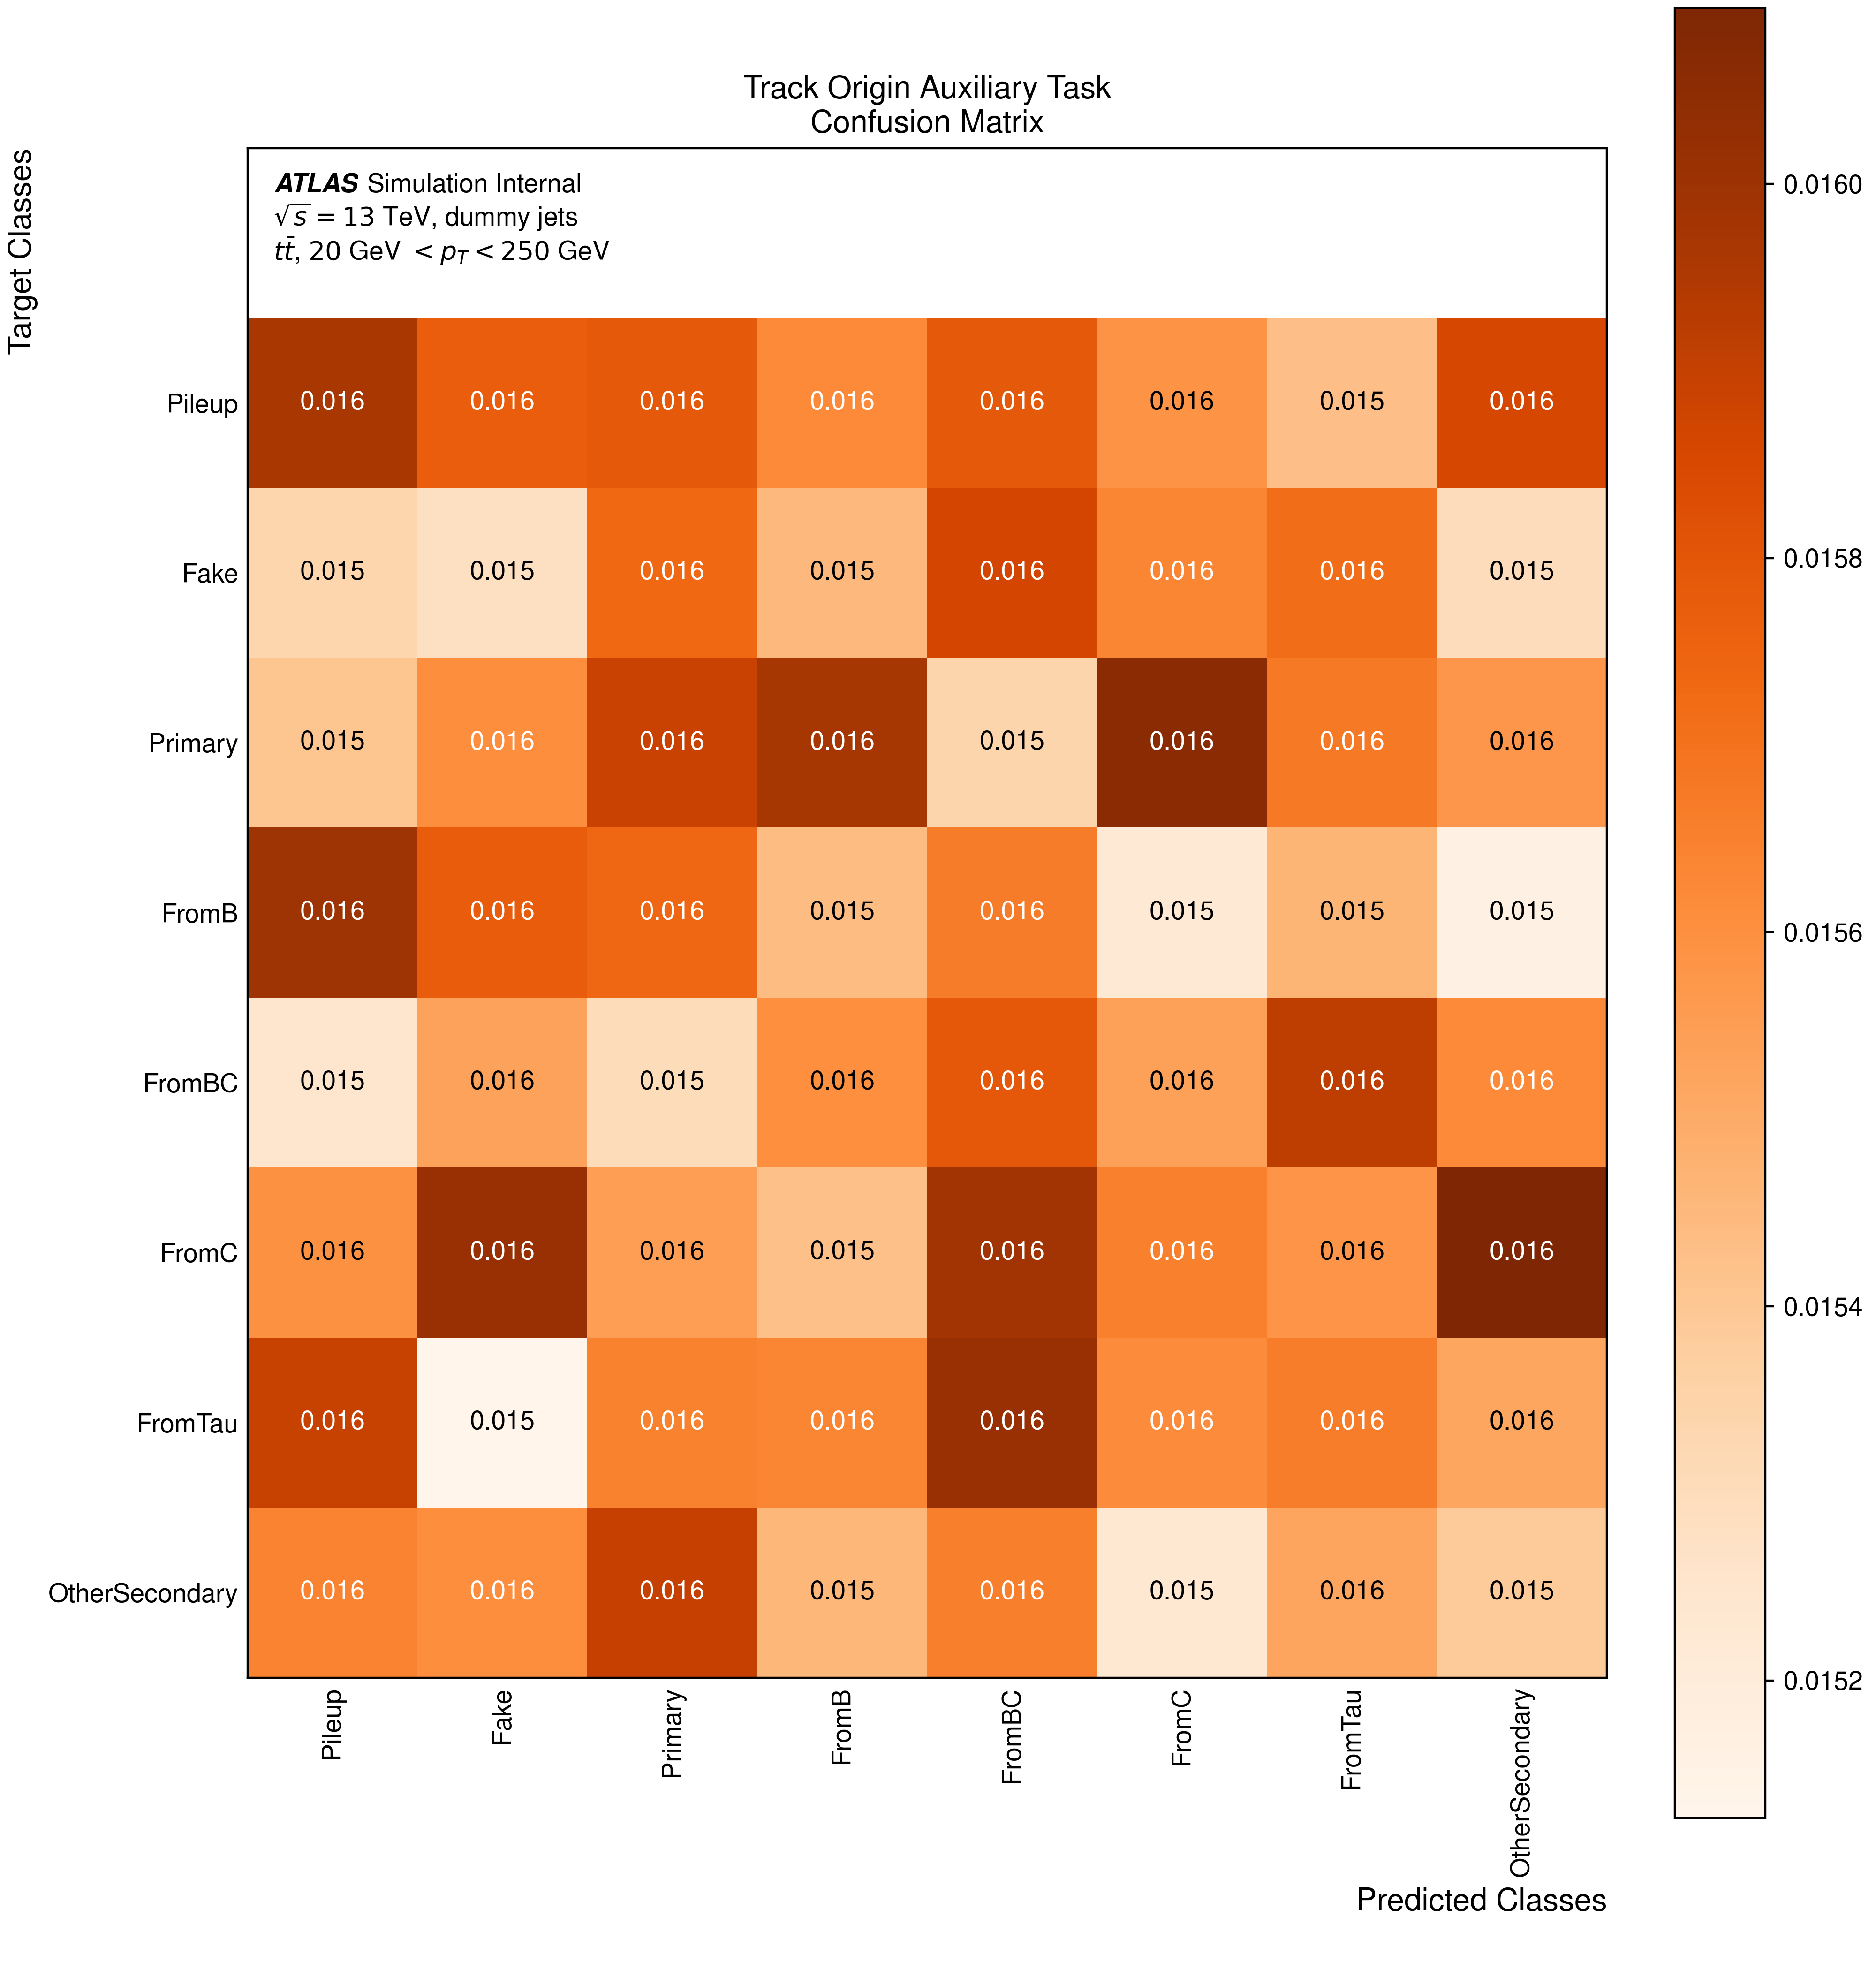 Track Origin Auxiliary Task
Confusion Matrix
Target Classes
ATLAS Simulation Internal
√s = 13 TeV, dummy jets
tt̄, 20 GeV < p_T < 250 GeV
Pileup 0.016 0.016 0.016 0.016 0.016 0.016 0.015 0.016
Fake 0.015 0.015 0.016 0.015 0.016 0.016 0.016 0.015
Primary 0.015 0.016 0.016 0.016 0.015 0.016 0.016 0.016
FromB 0.016 0.016 0.016 0.015 0.016 0.015 0.015 0.015
FromBC 0.015 0.016 0.015 0.016 0.016 0.016 0.016 0.016
FromC 0.016 0.016 0.016 0.015 0.016 0.016 0.016 0.016
FromTau 0.016 0.015 0.016 0.016 0.016 0.016 0.016 0.016
OtherSecondary 0.016 0.016 0.016 0.015 0.016 0.015 0.016 0.015
Pileup Fake Primary FromB FromBC FromC FromTau OtherSecondary
Predicted Classes
0.0160
0.0158
0.0156
0.0154
0.0152